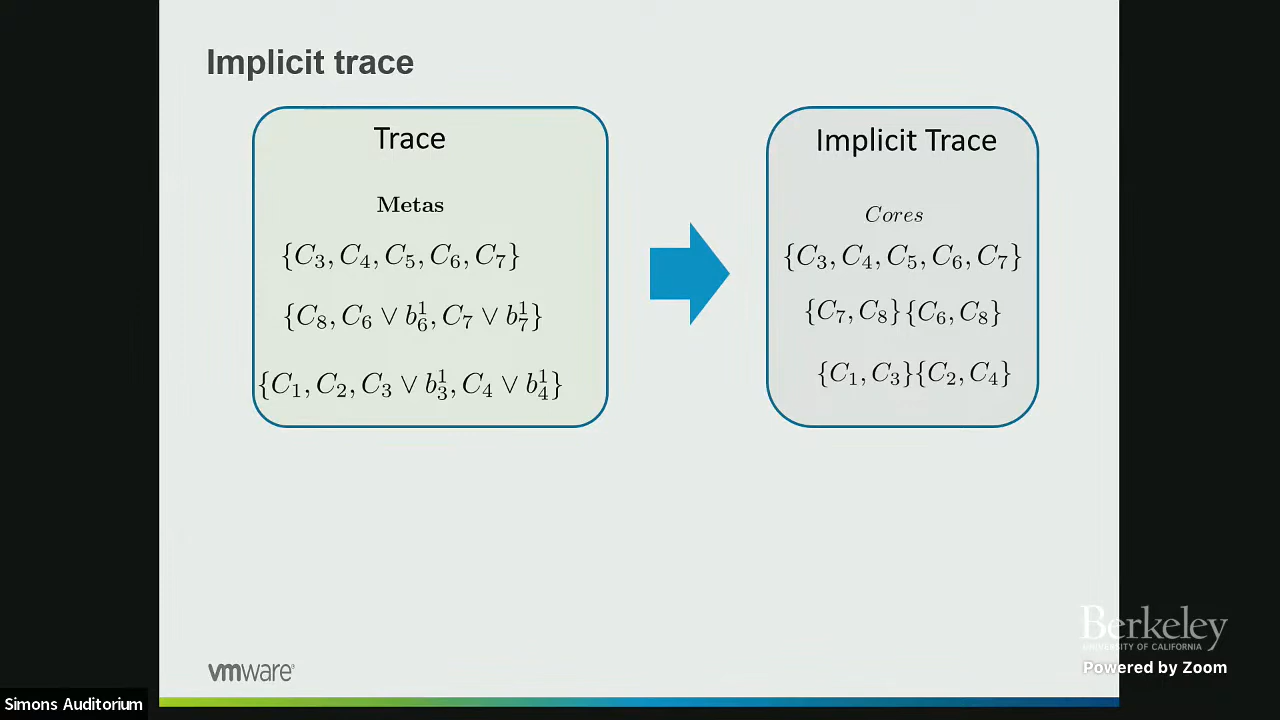 Implicit trace
Trace
Metas
{C₃, C₄, C₅, C₆, C₇}
{C₈, C₆ ∨ b₆¹, C₇ ∨ b₇¹}
{C₁, C₂, C₃ ∨ b₃¹, C₄ ∨ b₄¹}
Implicit Trace
Cores
{C₃, C₄, C₅, C₆, C₇}
{C₇, C₈}{C₆, C₈}
{C₁, C₃}{C₂, C₄}
vmware
Berkeley
UNIVERSITY OF CALIFORNIA
Powered by Zoom
Simons Auditorium